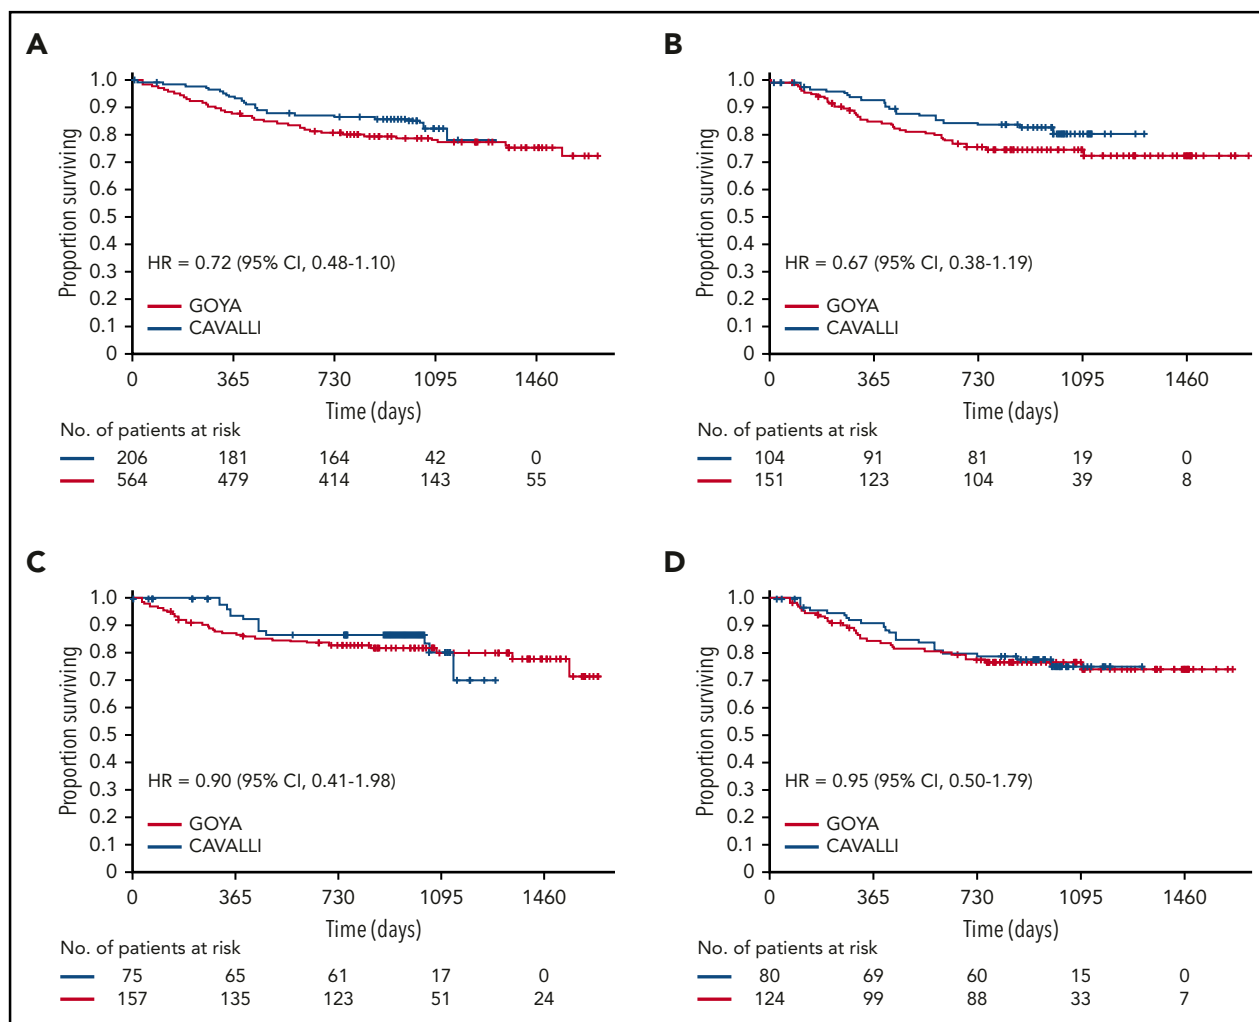 A
1.0
0.9
0.8
0.7
0.6
0.5
0.4
0.3
0.2
0.1
0
Proportion surviving
HR = 0.72 (95% CI, 0.48-1.10)
GOYA
CAVALLI
0 365 730 1095 1460
Time (days)
No. of patients at risk
206 181 164 42 0
564 479 414 143 55
B
1.0
0.9
0.8
0.7
0.6
0.5
0.4
0.3
0.2
0.1
0
Proportion surviving
HR = 0.67 (95% CI, 0.38-1.19)
GOYA
CAVALLI
0 365 730 1095 1460
Time (days)
No. of patients at risk
104 91 81 19 0
151 123 104 39 8
C
1.0
0.9
0.8
0.7
0.6
0.5
0.4
0.3
0.2
0.1
0
Proportion surviving
HR = 0.90 (95% CI, 0.41-1.98)
GOYA
CAVALLI
0 365 730 1095 1460
Time (days)
No. of patients at risk
75 65 61 17 0
157 135 123 51 24
D
1.0
0.9
0.8
0.7
0.6
0.5
0.4
0.3
0.2
0.1
0
Proportion surviving
HR = 0.95 (95% CI, 0.50-1.79)
GOYA
CAVALLI
0 365 730 1095 1460
Time (days)
No. of patients at risk
80 69 60 15 0
124 99 88 33 7